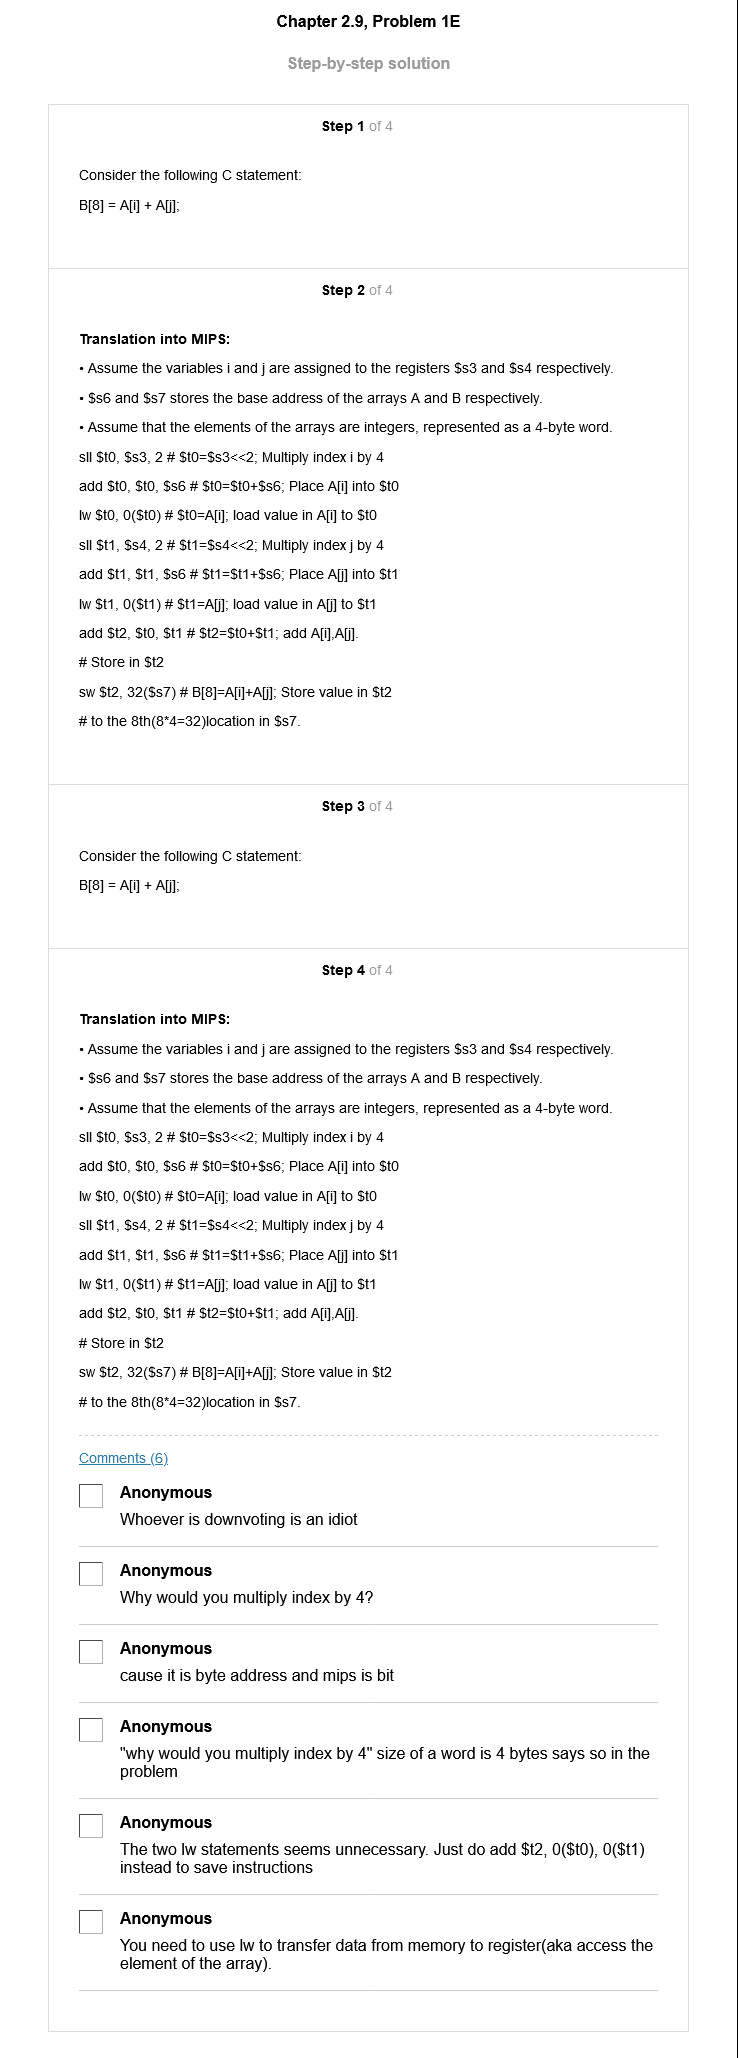 Chapter 2.9, Problem 1E
Step-by-step solution
Step 1 of 4
Consider the following C statement:
B[8] = A[i] + A[j];
Step 2 of 4
Translation into MIPS:
• Assume the variables i and j are assigned to the registers $s3 and $s4 respectively.
• $s6 and $s7 stores the base address of the arrays A and B respectively.
• Assume that the elements of the arrays are integers, represented as a 4-byte word.
sll $t0, $s3, 2 # $t0=$s3<<2; Multiply index i by 4
add $t0, $t0, $s6 # $t0=$t0+$s6; Place A[i] into $t0
lw $t0, 0($t0) # $t0=A[i]; load value in A[i] to $t0
sll $t1, $s4, 2 # $t1=$s4<<2; Multiply index j by 4
add $t1, $t1, $s6 # $t1=$t1+$s6; Place A[j] into $t1
lw $t1, 0($t1) # $t1=A[j]; load value in A[j] to $t1
add $t2, $t0, $t1 # $t2=$t0+$t1; add A[i],A[j].
# Store in $t2
sw $t2, 32($s7) # B[8]=A[i]+A[j]; Store value in $t2
# to the 8th(8*4=32)location in $s7.
Step 3 of 4
Consider the following C statement:
B[8] = A[i] + A[j];
Step 4 of 4
Translation into MIPS:
• Assume the variables i and j are assigned to the registers $s3 and $s4 respectively.
• $s6 and $s7 stores the base address of the arrays A and B respectively.
• Assume that the elements of the arrays are integers, represented as a 4-byte word.
sll $t0, $s3, 2 # $t0=$s3<<2; Multiply index i by 4
add $t0, $t0, $s6 # $t0=$t0+$s6; Place A[i] into $t0
lw $t0, 0($t0) # $t0=A[i]; load value in A[i] to $t0
sll $t1, $s4, 2 # $t1=$s4<<2; Multiply index j by 4
add $t1, $t1, $s6 # $t1=$t1+$s6; Place A[j] into $t1
lw $t1, 0($t1) # $t1=A[j]; load value in A[j] to $t1
add $t2, $t0, $t1 # $t2=$t0+$t1; add A[i],A[j].
# Store in $t2
sw $t2, 32($s7) # B[8]=A[i]+A[j]; Store value in $t2
# to the 8th(8*4=32)location in $s7.
Comments (6)
Anonymous
Whoever is downvoting is an idiot
Anonymous
Why would you multiply index by 4?
Anonymous
cause it is byte address and mips is bit
Anonymous
"why would you multiply index by 4" size of a word is 4 bytes says so in the
problem
Anonymous
The two lw statements seems unnecessary. Just do add $t2, 0($t0), 0($t1)
instead to save instructions
Anonymous
You need to use lw to transfer data from memory to register(aka access the
element of the array).